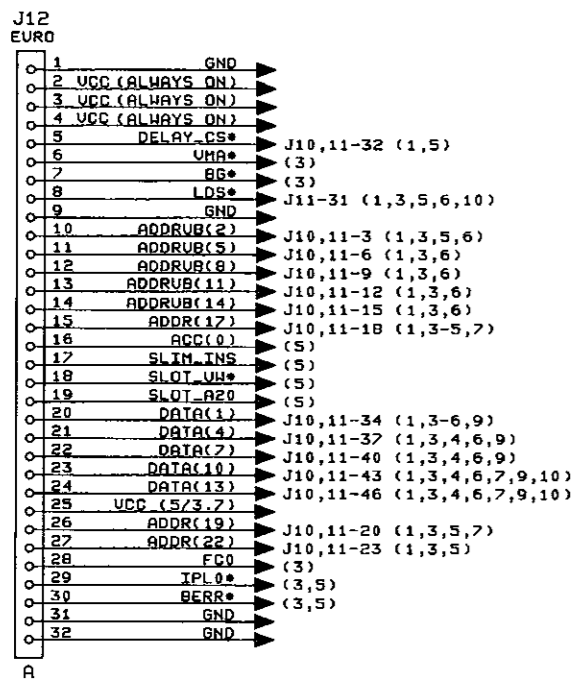 J12
EURO
1 GND
2 VCC (ALWAYS ON)
3 VCC (ALWAYS ON)
4 VCC (ALWAYS ON)
5 DELAY_CS* J10,11-32 (1,5)
6 VMA* (3)
7 BG* (3)
8 LDS* J11-31 (1,3,5,6,10)
9 GND
10 ADDRUB(2) J10,11-3 (1,3,5,6)
11 ADDRUB(5) J10,11-6 (1,3,6)
12 ADDRUB(8) J10,11-9 (1,3,6)
13 ADDRUB(11) J10,11-12 (1,3,6)
14 ADDRUB(14) J10,11-15 (1,3,6)
15 ADDR(17) J10,11-18 (1,3-5,7)
16 ACC(0) (5)
17 SLIM_INS (5)
18 SLOT_VW* (5)
19 SLOT_A20 (5)
20 DATA(1) J10,11-34 (1,3-6,9)
21 DATA(4) J10,11-37 (1,3,4,6,9)
22 DATA(7) J10,11-40 (1,3,4,6,9)
23 DATA(10) J10,11-43 (1,3,4,6,7,9,10)
24 DATA(13) J10,11-46 (1,3,4,6,7,9,10)
25 VCC (5/3.7)
26 ADDR(19) J10,11-20 (1,3,5,7)
27 ADDR(22) J10,11-23 (1,3,5)
28 FC0 (3)
29 IPL0* (3,5)
30 BERR* (3,5)
31 GND
32 GND
A